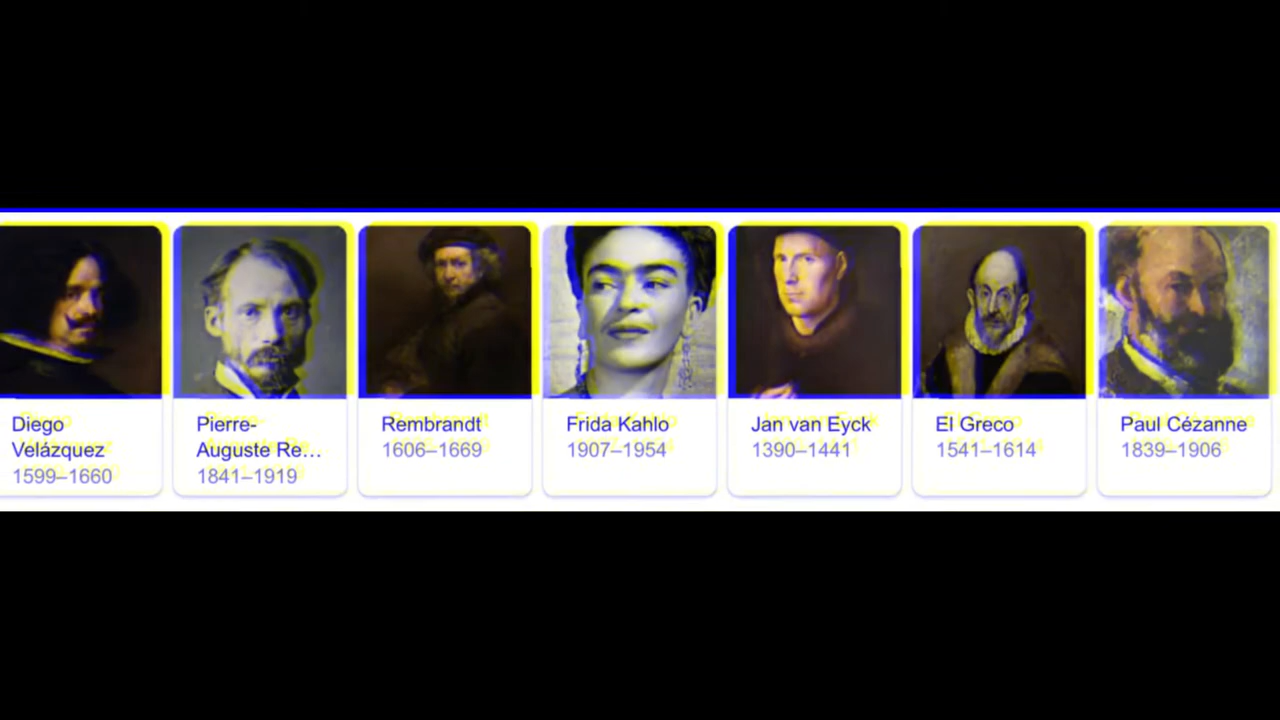 Diego
Velázquez
1599–1660
Pierre-
Auguste Re...
1841–1919
Rembrandt
1606–1669
Frida Kahlo
1907–1954
Jan van Eyck
1390–1441
El Greco
1541–1614
Paul Cézanne
1839–1906